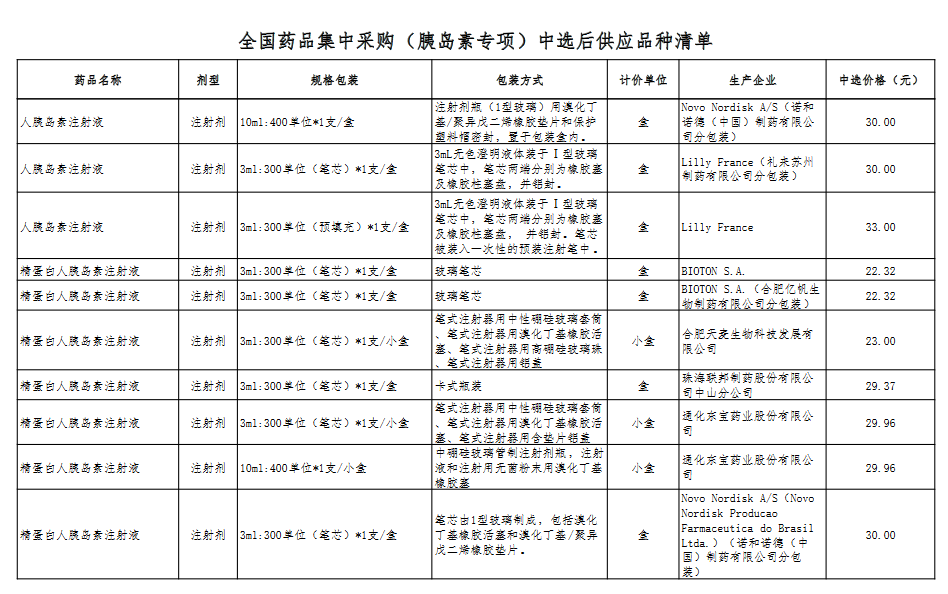 全国药品集中采购（胰岛素专项）中选后供应品种清单
药品名称 剂型 规格包装 包装方式 计价单位 生产企业 中选价格（元）
人胰岛素注射液 注射剂 10ml:400单位*1支/盒
注射剂瓶（1型玻璃）用溴化丁
基/聚异戊二烯橡胶垫片和保护
塑料帽密封，置于包装盒内。
盒
Novo Nordisk A/S（诺和
诺德（中国）制药有限公
司分包装）
30.00
人胰岛素注射液 注射剂 3ml:300单位（笔芯）*1支/盒
3mL无色澄明液体装于Ⅰ型玻璃
笔芯中，笔芯两端分别为橡胶塞
及橡胶柱塞盘，并铝封。
盒
Lilly France（礼来苏州
制药有限公司分包装）
30.00
人胰岛素注射液 注射剂 3ml:300单位（预填充）*1支/盒
3mL无色澄明液体装于Ⅰ型玻璃
笔芯中，笔芯两端分别为橡胶塞
及橡胶柱塞盘， 并铝封。笔芯
被装入一次性的预装注射笔中。
盒
Lilly France
33.00
精蛋白人胰岛素注射液 注射剂 3ml:300单位（笔芯）*1支/盒 玻璃笔芯 盒 BIOTON S.A. 22.32
精蛋白人胰岛素注射液 注射剂 3ml:300单位（笔芯）*1支/盒 玻璃笔芯 盒
BIOTON S.A.（合肥亿帆生
物制药有限公司分包装）
22.32
精蛋白人胰岛素注射液 注射剂 3ml:300单位（笔芯）*1支/小盒
笔式注射器用中性硼硅玻璃套筒
、笔式注射器用溴化丁基橡胶活
塞、笔式注射器用高硼硅玻璃珠
、笔式注射器用铝盖
小盒
合肥天麦生物科技发展有
限公司
23.00
精蛋白人胰岛素注射液 注射剂 3ml:300单位（笔芯）*1支/盒 卡式瓶装 盒
珠海联邦制药股份有限公
司中山分公司
29.37
精蛋白人胰岛素注射液 注射剂 3ml:300单位（笔芯）*1支/小盒
笔式注射器用中性硼硅玻璃套筒
、笔式注射器用溴化丁基橡胶活
塞、笔式注射器用含垫片铝盖
小盒
通化东宝药业股份有限公
司
29.96
精蛋白人胰岛素注射液 注射剂 10ml:400单位*1支/小盒
中硼硅玻璃管制注射剂瓶，注射
液和注射用无菌粉末用溴化丁基
橡胶塞
小盒
通化东宝药业股份有限公
司
29.96
精蛋白人胰岛素注射液 注射剂 3ml:300单位（笔芯）*1支/盒
笔芯由1型玻璃制成，包括溴化
丁基橡胶活塞和溴化丁基/聚异
戊二烯橡胶垫片。
盒
Novo Nordisk A/S（Novo
Nordisk Producao
Farmaceutica do Brasil
Ltda.）（诺和诺德（中
国）制药有限公司分包
装）
30.00